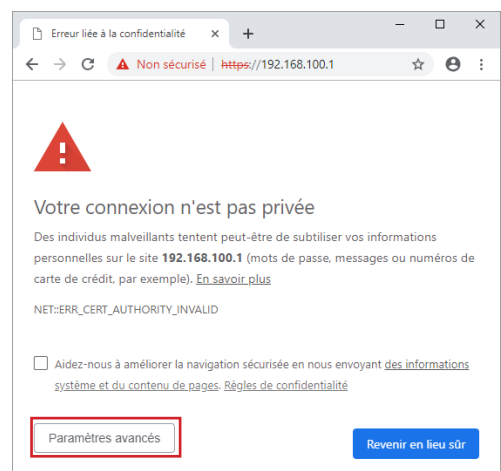 Erreur liée à la confidentialité
Non sécurisé | https://192.168.100.1
Votre connexion n'est pas privée
Des individus malveillants tentent peut-être de subtiliser vos informations
personnelles sur le site 192.168.100.1 (mots de passe, messages ou numéros de
carte de crédit, par exemple). En savoir plus
NET::ERR_CERT_AUTHORITY_INVALID
Aidez-nous à améliorer la navigation sécurisée en nous envoyant des informations
système et du contenu de pages. Règles de confidentialité
Paramètres avancés
Revenir en lieu sûr